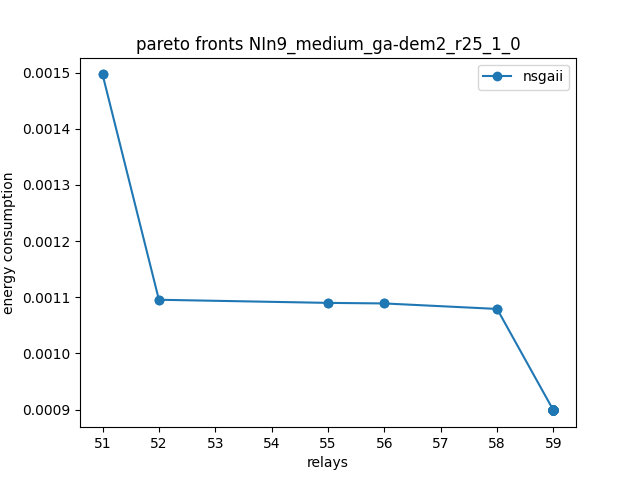 pareto fronts NIn9_medium_ga-dem2_r25_1_0
nsgaii
energy consumption
0.0015
0.0014
0.0013
0.0012
0.0011
0.0010
0.0009
51 52 53 54 55 56 57 58 59
relays